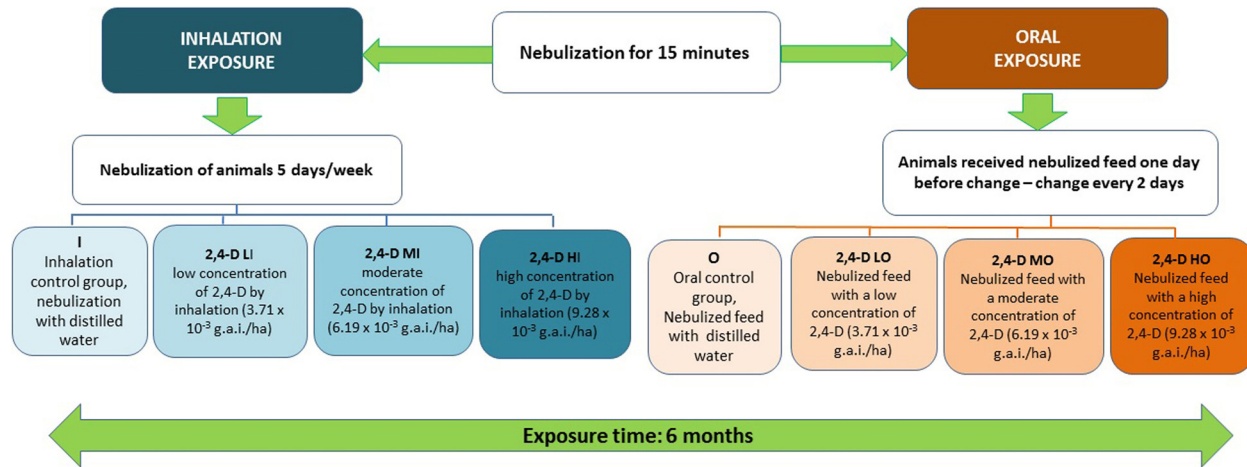 INHALATION
EXPOSURE
Nebulization for 15 minutes
ORAL
EXPOSURE
Nebulization of animals 5 days/week
Animals received nebulized feed one day
before change – change every 2 days
I
Inhalation
control group,
nebulization
with distilled
water
2,4-D LI
low concentration
of 2,4-D by
inhalation (3.71 x
10⁻³ g.a.i./ha)
2,4-D MI
moderate
concentration of
2,4-D by inhalation
(6.19 x 10⁻³ g.a.i./ha)
2,4-D HI
high concentration
of 2,4-D by
inhalation (9.28 x
10⁻³ g.a.i./ha)
O
Oral control
group,
Nebulized feed
with distilled
water
2,4-D LO
Nebulized feed
with a low
concentration of
2,4-D (3.71 x 10⁻³
g.a.i./ha)
2,4-D MO
Nebulized feed with
a moderate
concentration of
2,4-D (6.19 x 10⁻³
g.a.i./ha)
2,4-D HO
Nebulized feed
with a high
concentration of
2,4-D (9.28 x 10⁻³
g.a.i./ha)
Exposure time: 6 months